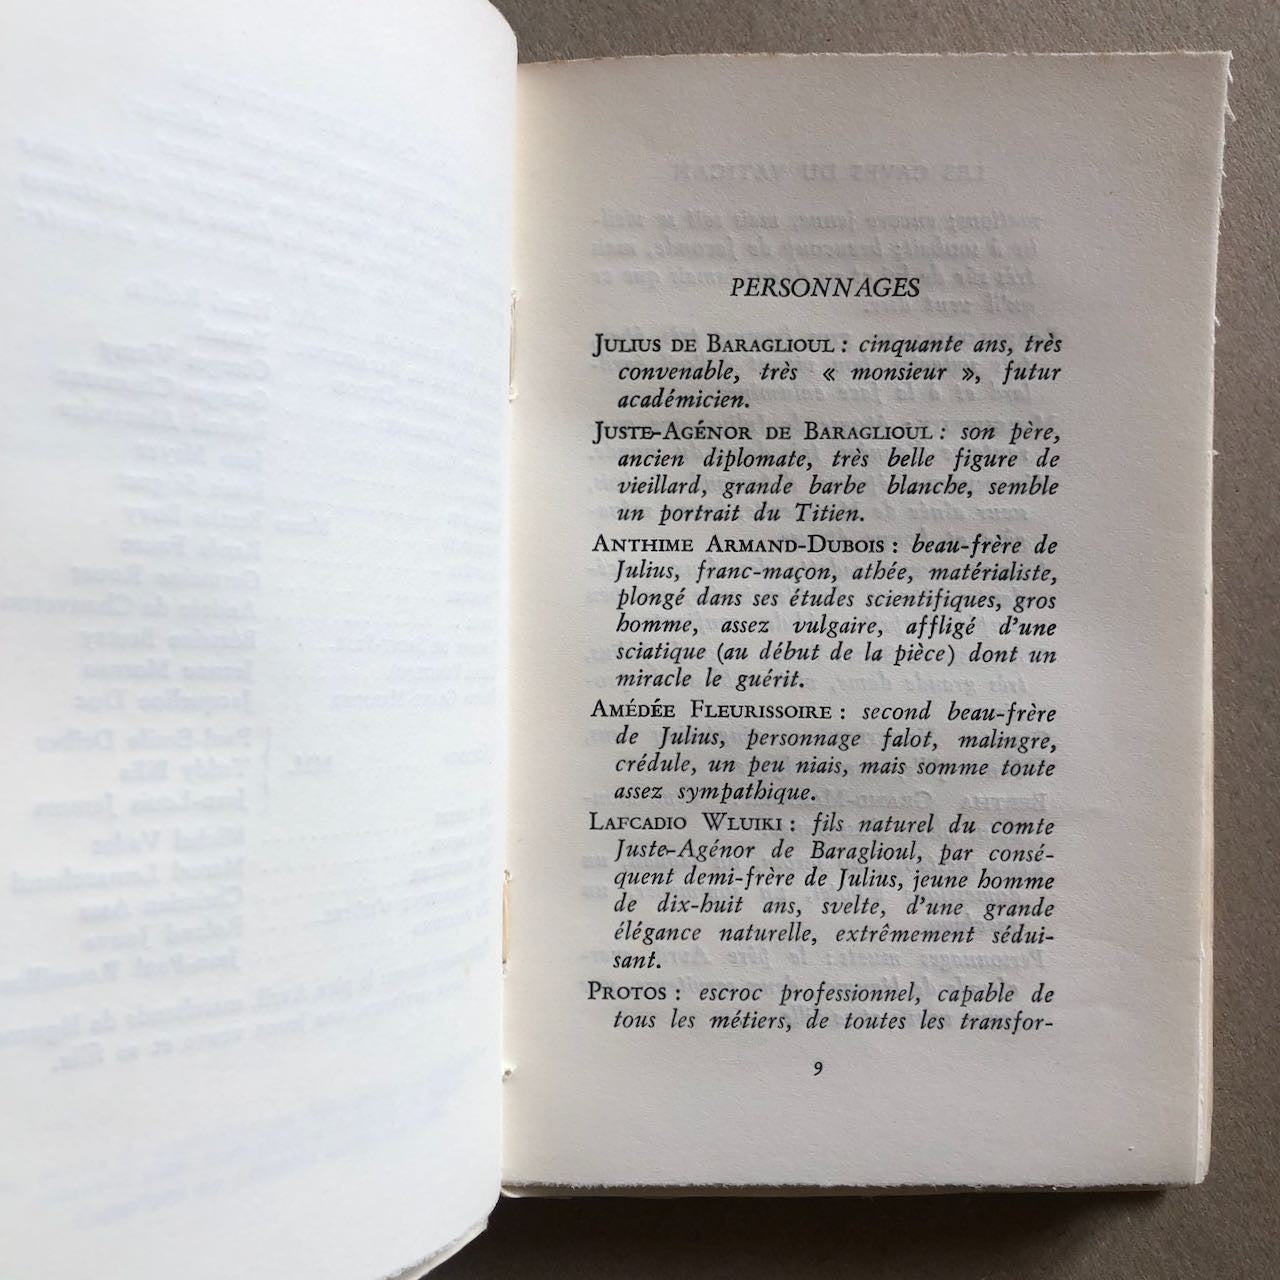 PERSONNAGES
JULIUS DE BARAGLIOUL : cinquante ans, très
convenable, très « monsieur », futur
académicien.
JUSTE-AGÉNOR DE BARAGLIOUL : son père,
ancien diplomate, très belle figure de
vieillard, grande barbe blanche, semble
un portrait du Titien.
ANTHIME ARMAND-DUBOIS : beau-frère de
Julius, franc-maçon, athée, matérialiste,
plongé dans ses études scientifiques, gros
homme, assez vulgaire, affligé d'une
sciatique (au début de la pièce) dont un
miracle le guérit.
AMÉDÉE FLEURISSOIRE : second beau-frère
de Julius, personnage falot, malingre,
crédule, un peu niais, mais somme toute
assez sympathique.
LAFCADIO WLUIKI : fils naturel du comte
Juste-Agénor de Baraglioul, par consé-
quent demi-frère de Julius, jeune homme
de dix-huit ans, svelte, d'une grande
élégance naturelle, extrêmement sédui-
sant.
PROTOS : escroc professionnel, capable de
tous les métiers, de toutes les transfor-
9